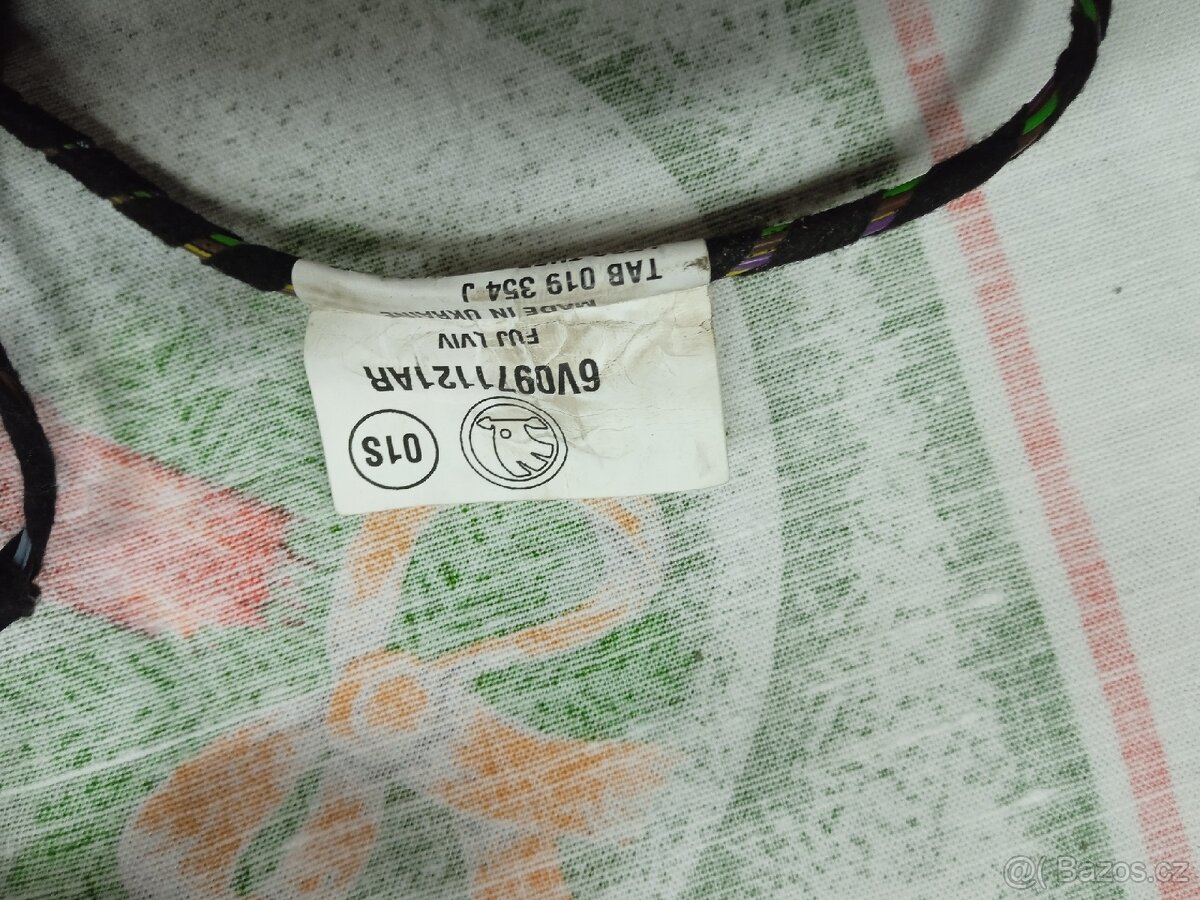 01S
6V0971121AR
FUJ LVIV
MADE IN UKRAINE
TAB 019 354 J
@( Bazos.cz